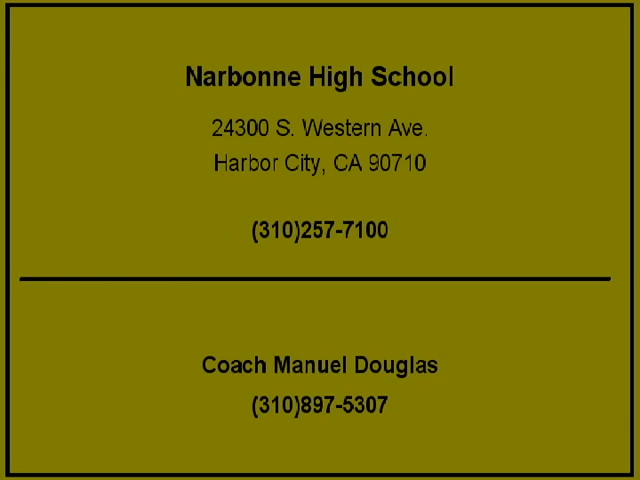 Narbonne High School
24300 S. Western Ave.
Harbor City, CA 90710
(310)257-7100
Coach Manuel Douglas
(310)897-5307